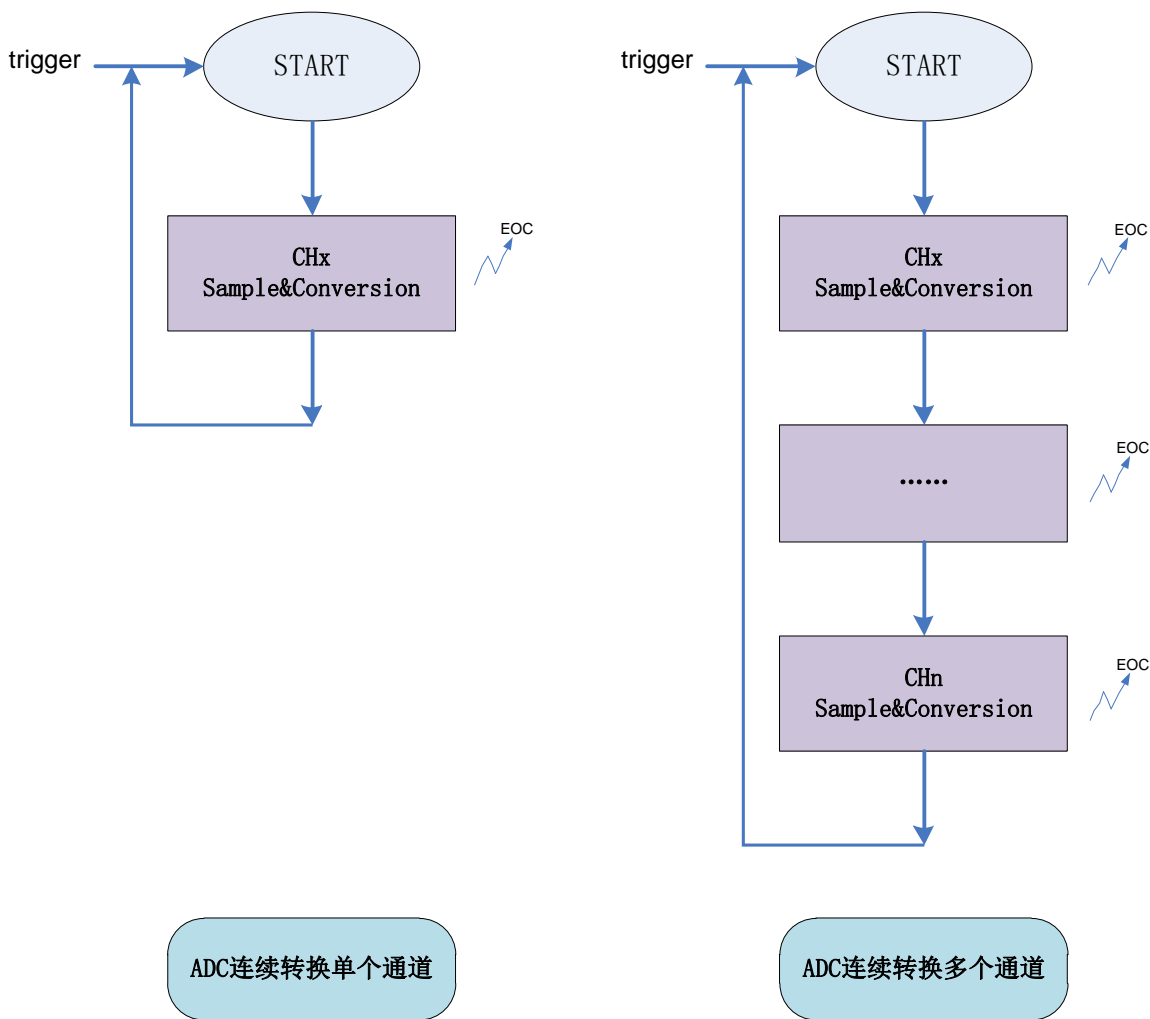 trigger
START
CHx
Sample&Conversion
EOC
ADC连续转换单个通道
trigger
START
CHx
Sample&Conversion
EOC
......
EOC
CHn
Sample&Conversion
EOC
ADC连续转换多个通道